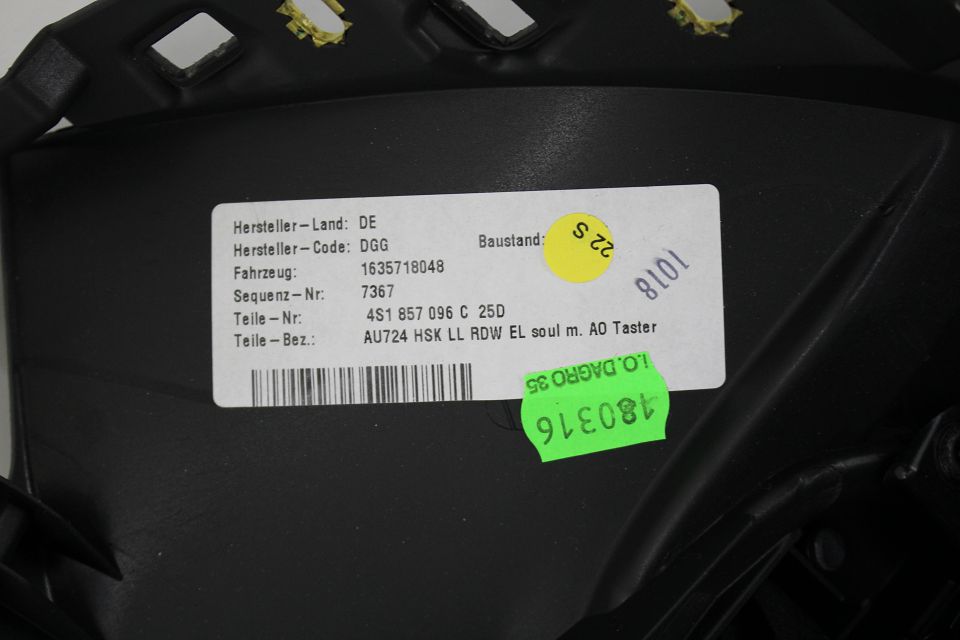 Hersteller-Land: DE
Hersteller-Code: DGG Baustand: 22 S
Fahrzeug: 1635718048
Sequenz-Nr: 7367
Teile-Nr: 4S1 857 096 C 25D
Teile-Bez.: AU724 HSK LL RDW EL soul m. AO Taster
1018
i.O. DAGRO 35
180316